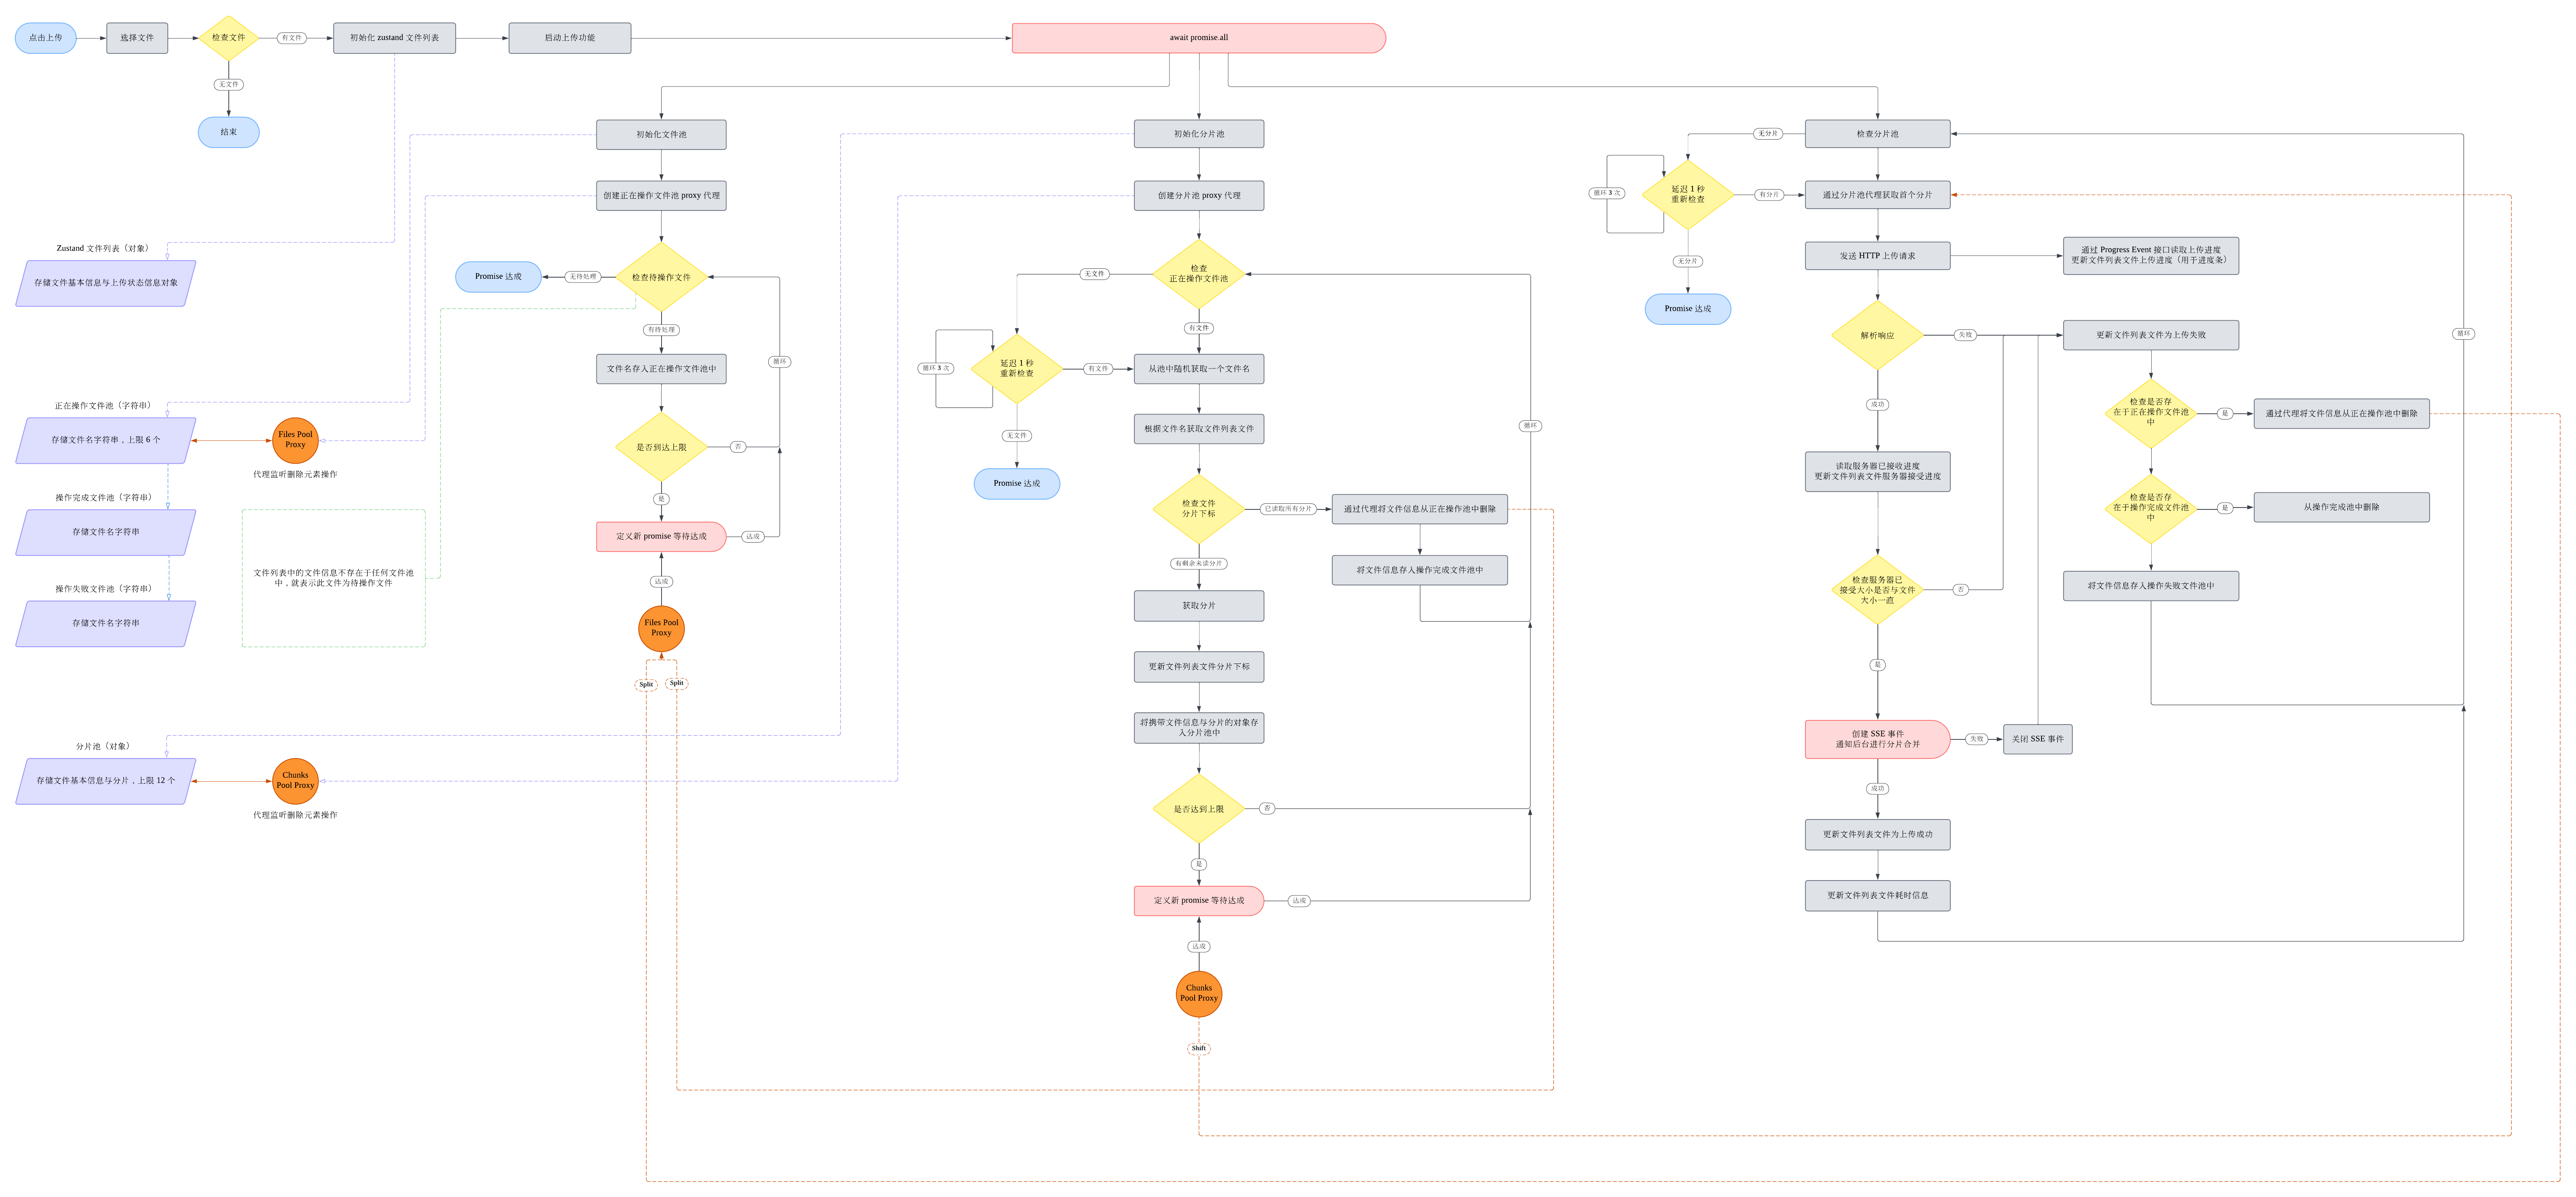 点击上传
选择文件
检查文件
有文件
初始化 zustand 文件列表
启动上传功能
await promise.all
无文件
结束
Zustand 文件列表（对象）
存储文件基本信息与上传状态信息对象
正在操作文件池（字符串）
存储文件名字符串，上限 6 个
Files Pool
Proxy
代理监听删除元素操作
操作完成文件池（字符串）
存储文件名字符串
操作失败文件池（字符串）
存储文件名字符串
文件列表中的文件信息不存在于任何文件池
中，就表示此文件为待操作文件
分片池（对象）
存储文件基本信息与分片，上限 12 个
Chunks
Pool Proxy
代理监听删除元素操作
初始化文件池
创建正在操作文件池 proxy 代理
检查待操作文件
无待处理
Promise 达成
有待处理
文件名存入正在操作文件池中
循环
是否到达上限
否
是
定义新 promise 等待达成
达成
达成
Files Pool
Proxy
Split
Split
初始化分片池
创建分片池 proxy 代理
检查
正在操作文件池
无文件
有文件
循环 3 次
延迟 1 秒
重新检查
有文件
无文件
Promise 达成
从池中随机获取一个文件名
根据文件名获取文件列表文件
循环
检查文件
分片下标
已读取所有分片
通过代理将文件信息从正在操作池中删除
将文件信息存入操作完成文件池中
有剩余未读分片
获取分片
更新文件列表文件分片下标
将携带文件信息与分片的对象存
入分片池中
是否达到上限
否
是
定义新 promise 等待达成
达成
达成
Chunks
Pool Proxy
Shift
检查分片池
无分片
循环 3 次
延迟 1 秒
重新检查
有分片
无分片
Promise 达成
通过分片池代理获取首个分片
发送 HTTP 上传请求
通过 Progress Event 接口读取上传进度
更新文件列表文件上传进度（用于进度条）
解析响应
失败
更新文件列表文件为上传失败
循环
成功
检查是否存
在于正在操作文件池
中
是
通过代理将文件信息从正在操作池中删除
读取服务器已接收进度
更新文件列表文件服务器接受进度
检查是否存
在于操作完成文件池
中
是
从操作完成池中删除
检查服务器已
接受大小是否与文件
大小一直
否
将文件信息存入操作失败文件池中
是
创建 SSE 事件
通知后台进行分片合并
失败
关闭 SSE 事件
成功
更新文件列表文件为上传成功
更新文件列表文件耗时信息